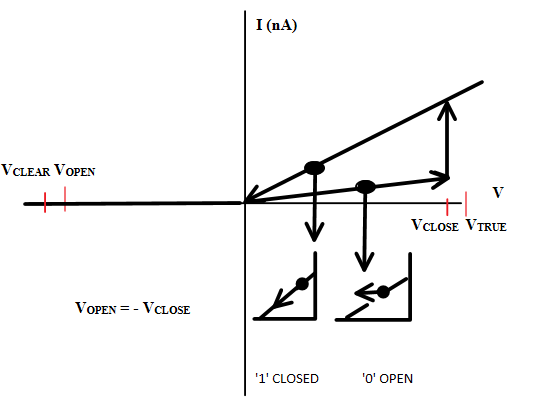 I (nA)
VCLEAR VOPEN
V
VCLOSE VTRUE
VOPEN = - VCLOSE
'1' CLOSED
'0' OPEN